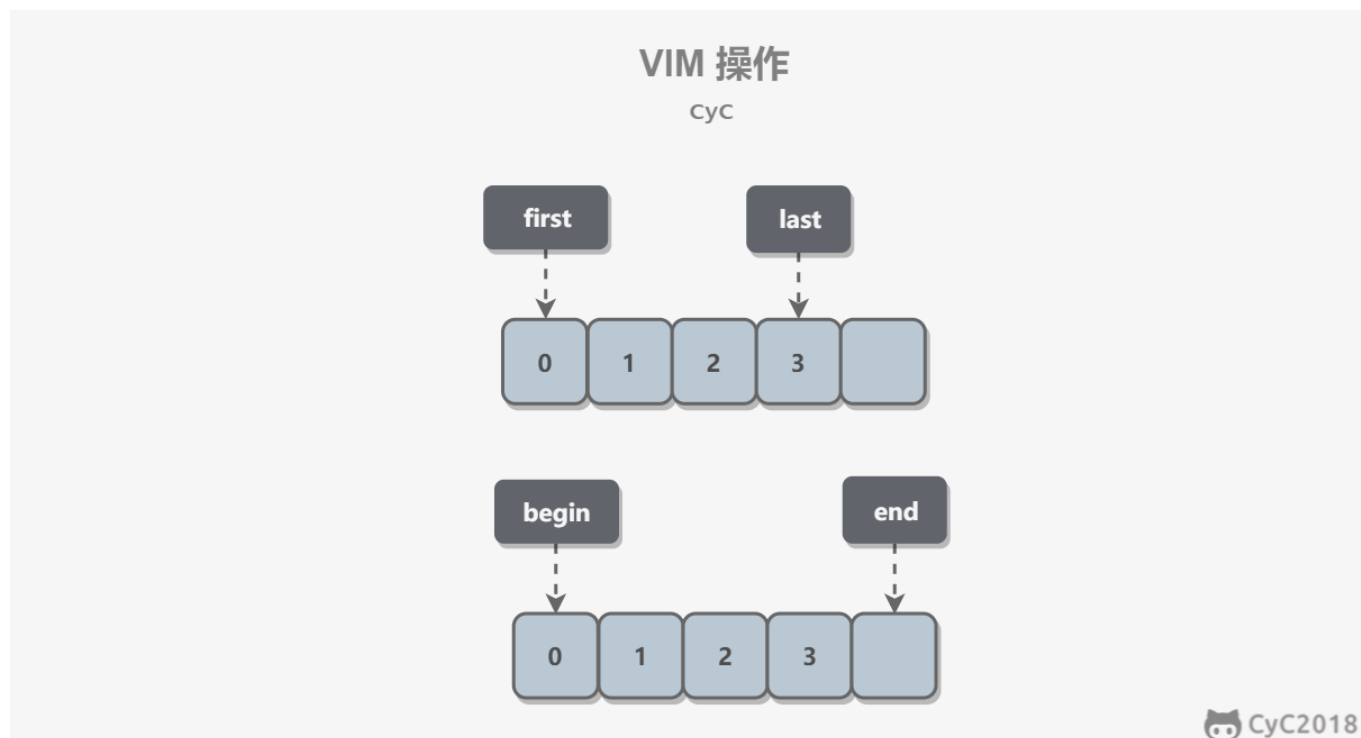 VIM 操作
CyC
first last
0 1 2 3
begin end
0 1 2 3
CyC2018